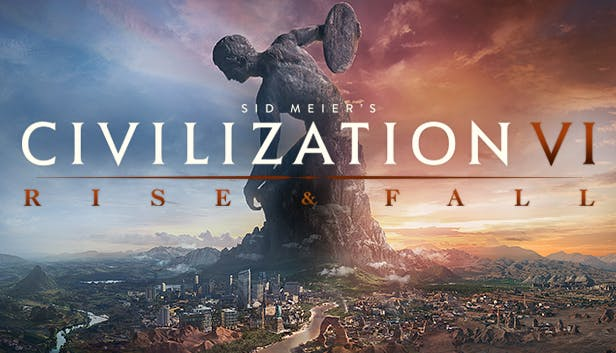 SID MEIER'S
CIVILIZATION VI
RISE & FALL